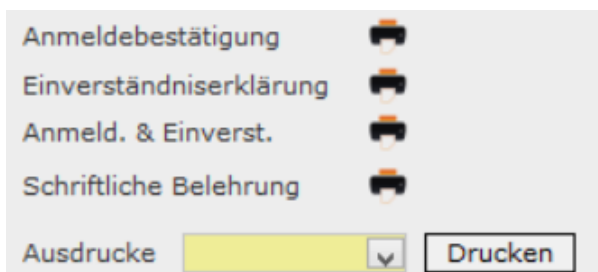 Anmeldebestätigung
Einverständniserklärung
Anmeld. & Einverst.
Schriftliche Belehrung
Ausdrucke Drucken